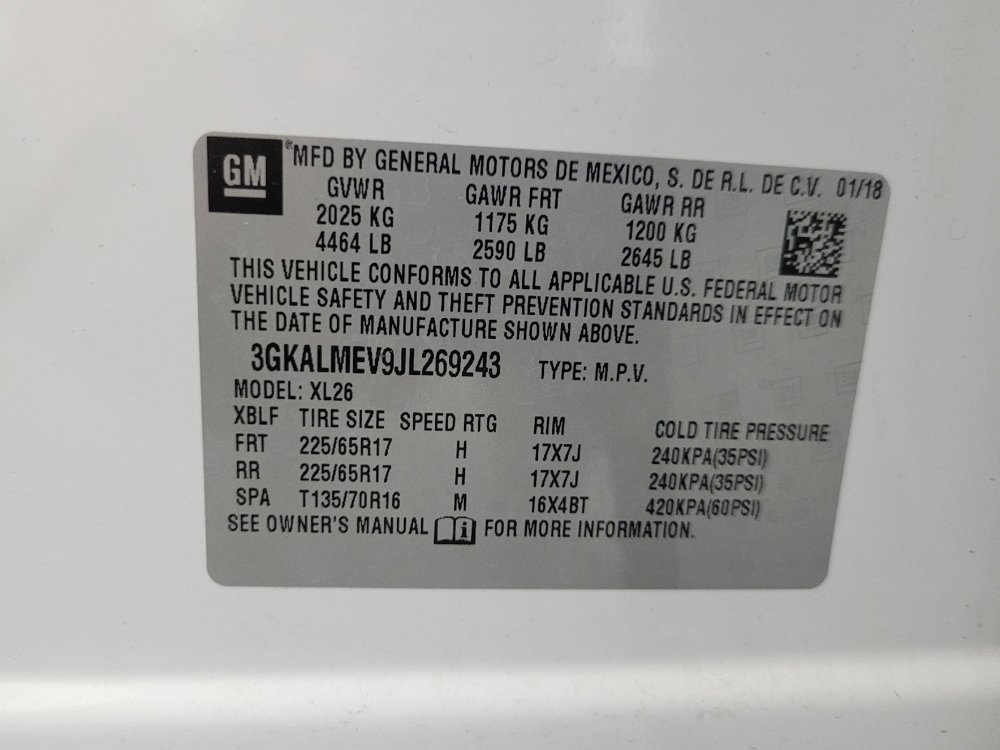 GM ®MFD BY GENERAL MOTORS DE MEXICO, S. DE R.L. DE C.V. 01/18
GVWR GAWR FRT GAWR RR
2025 KG 1175 KG 1200 KG
4464 LB 2590 LB 2645 LB
THIS VEHICLE CONFORMS TO ALL APPLICABLE U.S. FEDERAL MOTOR
VEHICLE SAFETY AND THEFT PREVENTION STANDARDS IN EFFECT ON
THE DATE OF MANUFACTURE SHOWN ABOVE.
3GKALMEV9JL269243 TYPE: M.P.V.
MODEL: XL26
XBLF TIRE SIZE SPEED RTG RIM COLD TIRE PRESSURE
FRT 225/65R17 H 17X7J 240KPA(35PSI)
RR 225/65R17 H 17X7J 240KPA(35PSI)
SPA T135/70R16 M 16X4BT 420KPA(60PSI)
SEE OWNER'S MANUAL i FOR MORE INFORMATION.